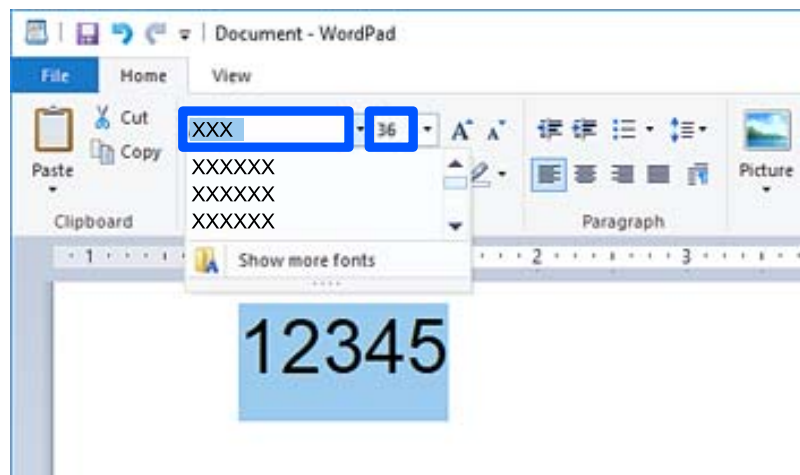 Document - WordPad
File Home View
Cut
Copy
Paste
Clipboard
XXX 36 A A
XXXXXX
XXXXXX
XXXXXX
Show more fonts
Paragraph
Picture
1 2 3
12345